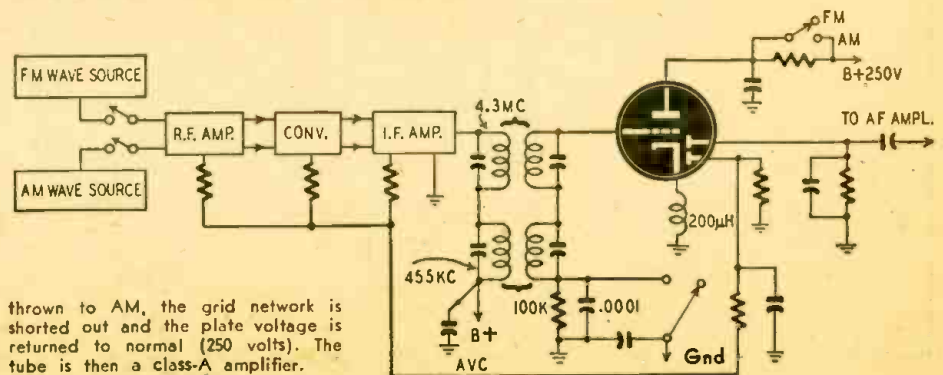 FM
AM
B+250V
FM WAVE SOURCE
4.3MC
TO AF AMPL.
R.F. AMP.
CONV.
I.F. AMP.
AM WAVE SOURCE
200μH
455KC
100K
.0001
B+
Gnd
AVC
thrown to AM, the grid network is
shorted out and the plate voltage is
returned to normal (250 volts). The
tube is then a class-A amplifier.